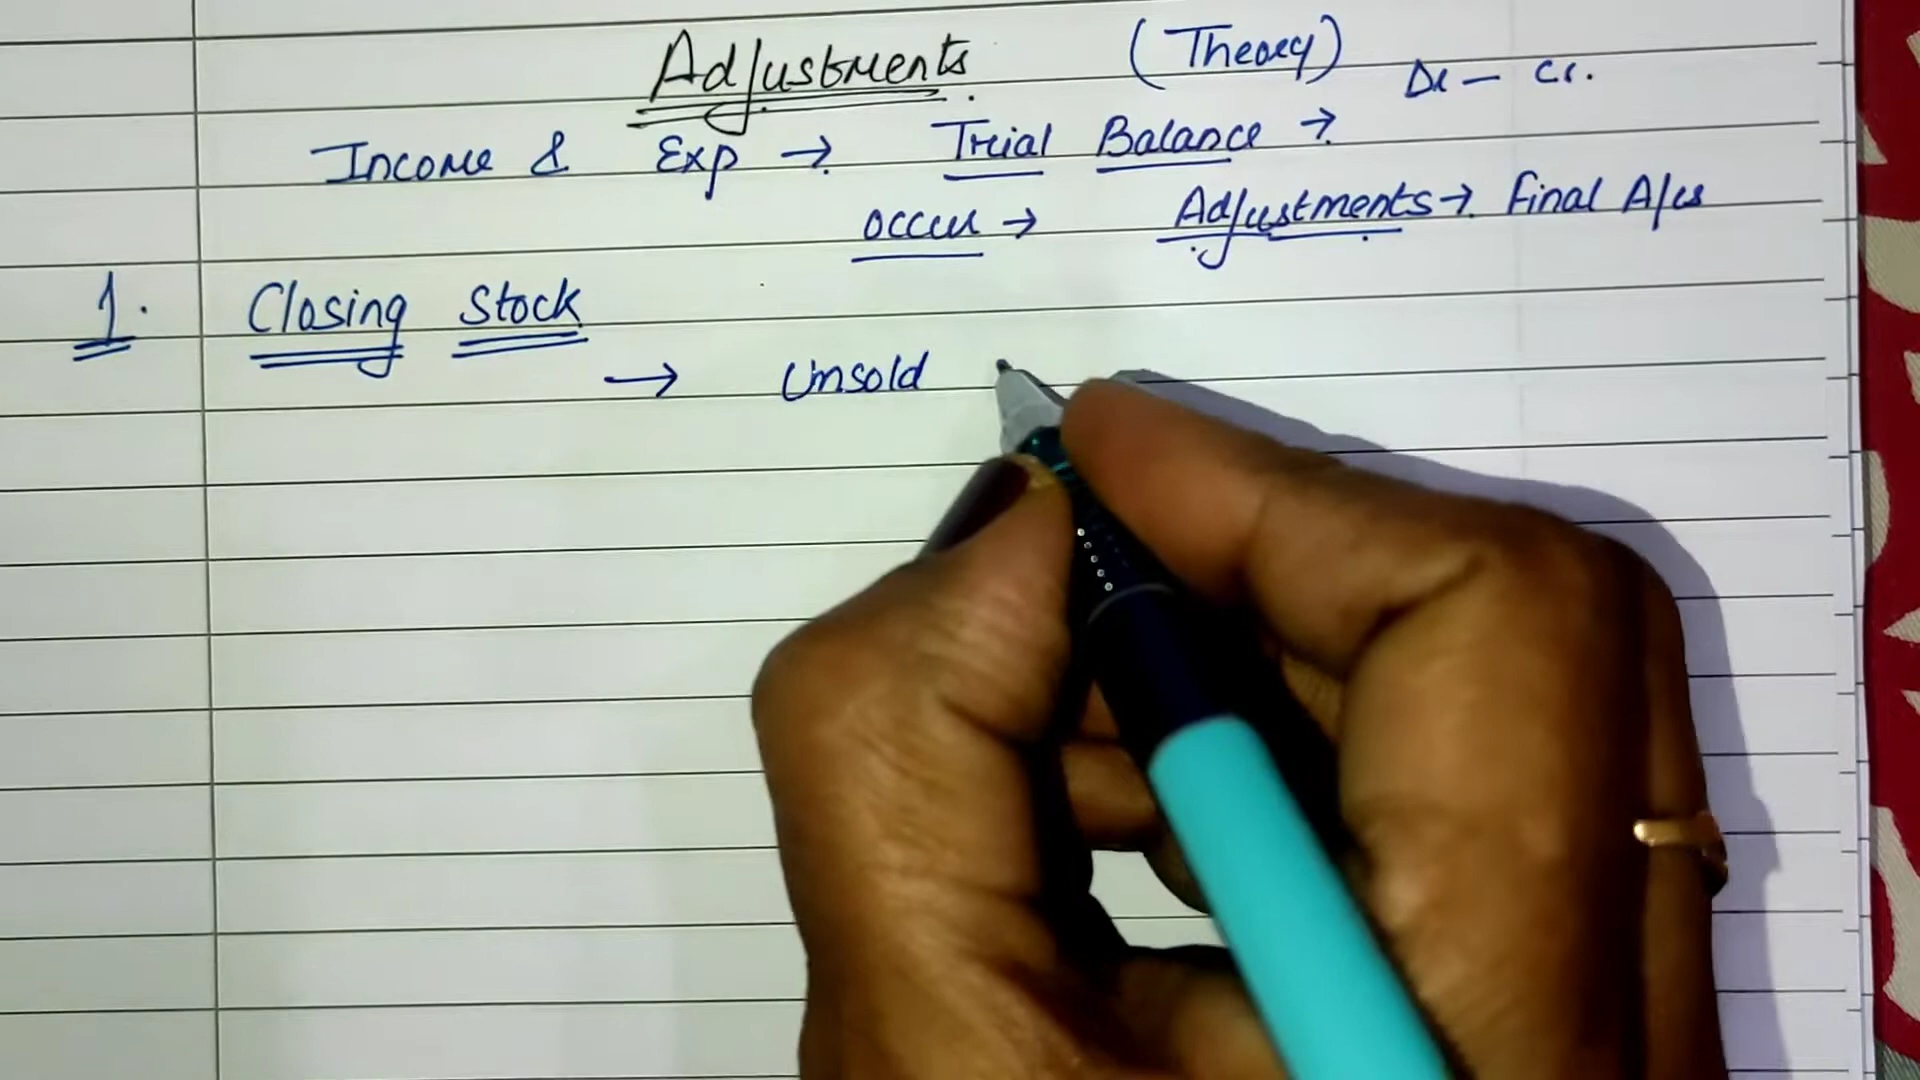 Adjustments (Theory)
Dr - Cr.
Income & Exp → Trial Balance →
occur → Adjustments → Final A/cs
1. Closing Stock
→ Unsold